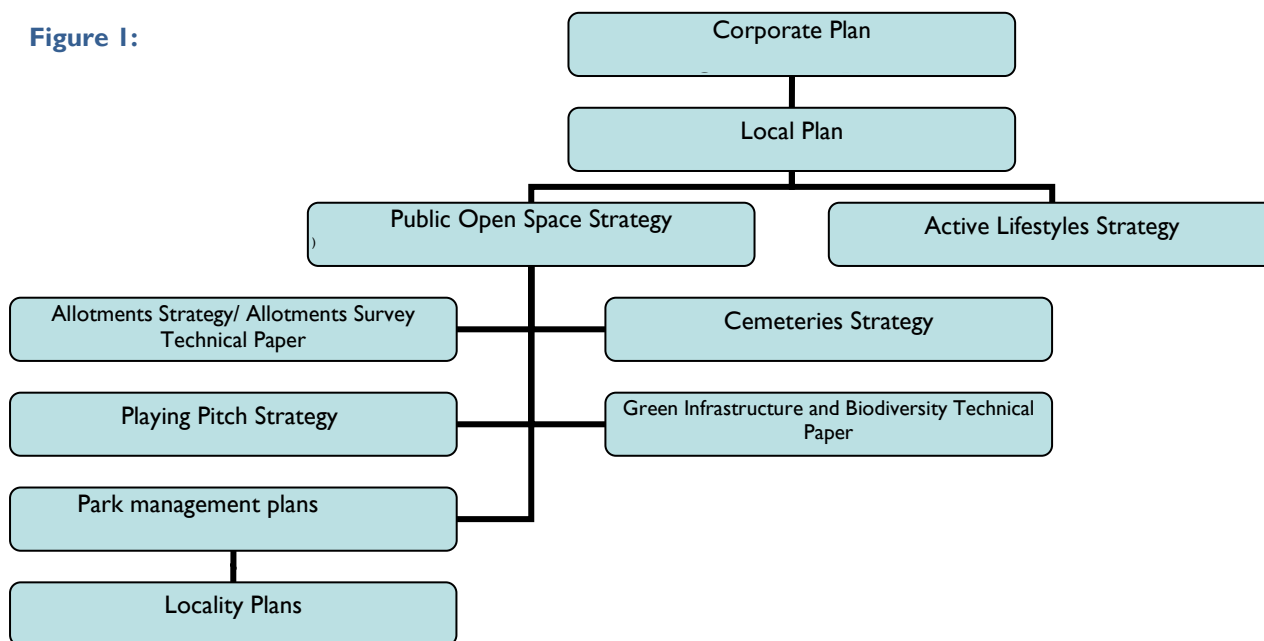 Figure 1:
Corporate Plan
Local Plan
Public Open Space Strategy
)
Active Lifestyles Strategy
Allotments Strategy/ Allotments Survey
Technical Paper
Cemeteries Strategy
Playing Pitch Strategy
Green Infrastructure and Biodiversity Technical
Paper
Park management plans
Locality Plans